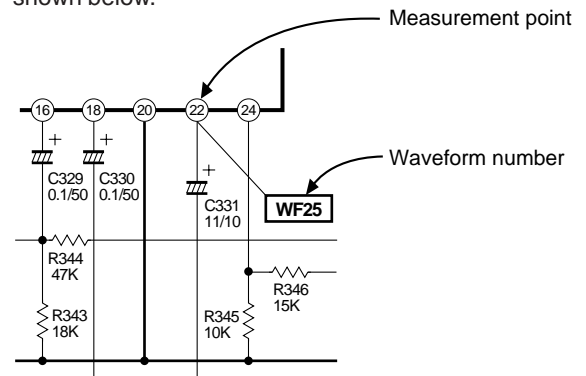 shown below.
Measurement point
16 18 20 22 24
+ + +
C329
0.1/50
C330
0.1/50
C331
11/10
Waveform number
WF25
R344
47K
R346
15K
R343
18K
R345
10K